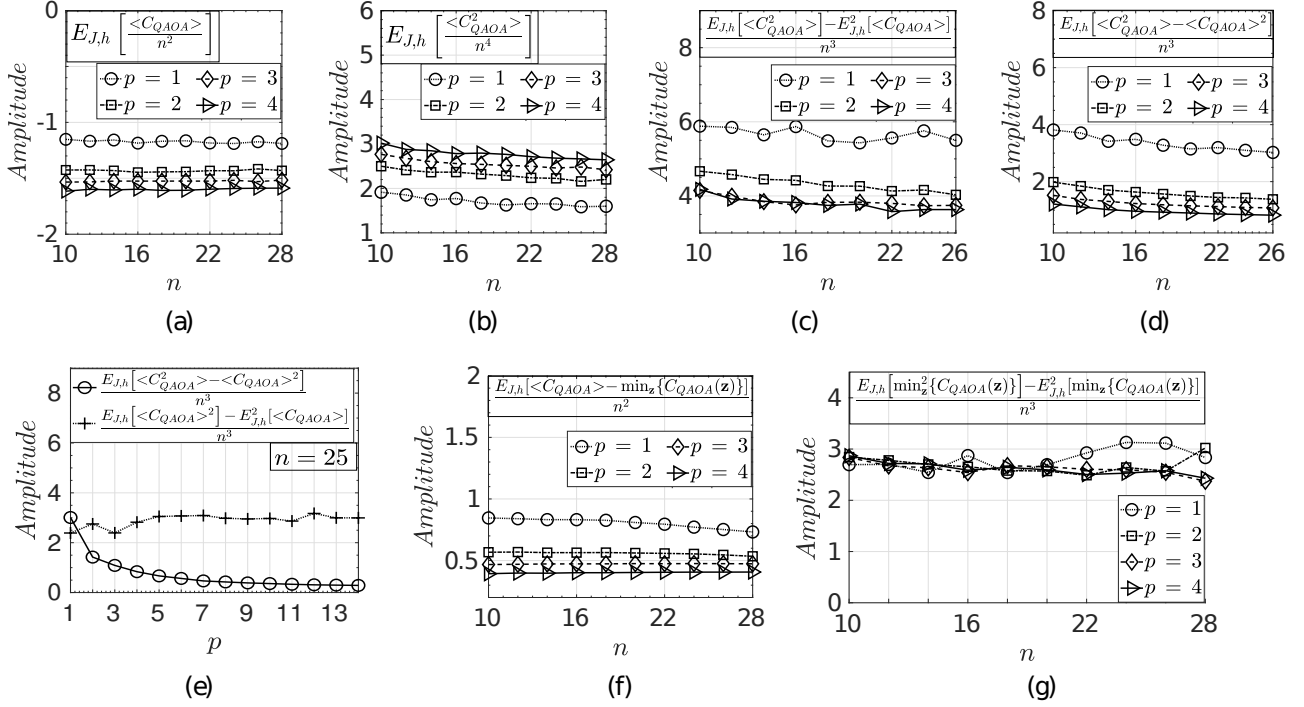 E_{J,h} [ <C_{QAOA}> / n^2 ]
p = 1 p = 3
p = 2 p = 4
Amplitude
0
-1
-2
10 16 22 28
n
(a)
E_{J,h} [ <C^2_{QAOA}> / n^4 ]
p = 1 p = 3
p = 2 p = 4
Amplitude
6
5
4
3
2
1
10 16 22 28
n
(b)
E_{J,h}[<C^2_{QAOA}>]−E^2_{J,h}[<C_{QAOA}>] / n^3
p = 1 p = 3
p = 2 p = 4
Amplitude
8
6
4
10 16 22 26
n
(c)
E_{J,h}[<C^2_{QAOA}>−<C_{QAOA}>^2] / n^3
p = 1 p = 3
p = 2 p = 4
Amplitude
8
6
4
2
10 16 22 26
n
(d)
E_{J,h}[<C^2_{QAOA}>−<C_{QAOA}>^2] / n^3
E_{J,h}[<C_{QAOA}>^2]−E^2_{J,h}[<C_{QAOA}>] / n^3
n = 25
Amplitude
8
6
4
2
0
1 3 5 7 9 11 13
p
(e)
E_{J,h}[<C_{QAOA}>−min_z{C_{QAOA}(z)}] / n^2
p = 1 p = 3
p = 2 p = 4
Amplitude
2
1.5
1
0.5
10 16 22 28
n
(f)
E_{J,h}[min^2_z{C_{QAOA}(z)}]−E^2_{J,h}[min_z{C_{QAOA}(z)}] / n^3
p = 1
p = 2
p = 3
p = 4
Amplitude
4
3
2
1
0
10 16 22 28
n
(g)